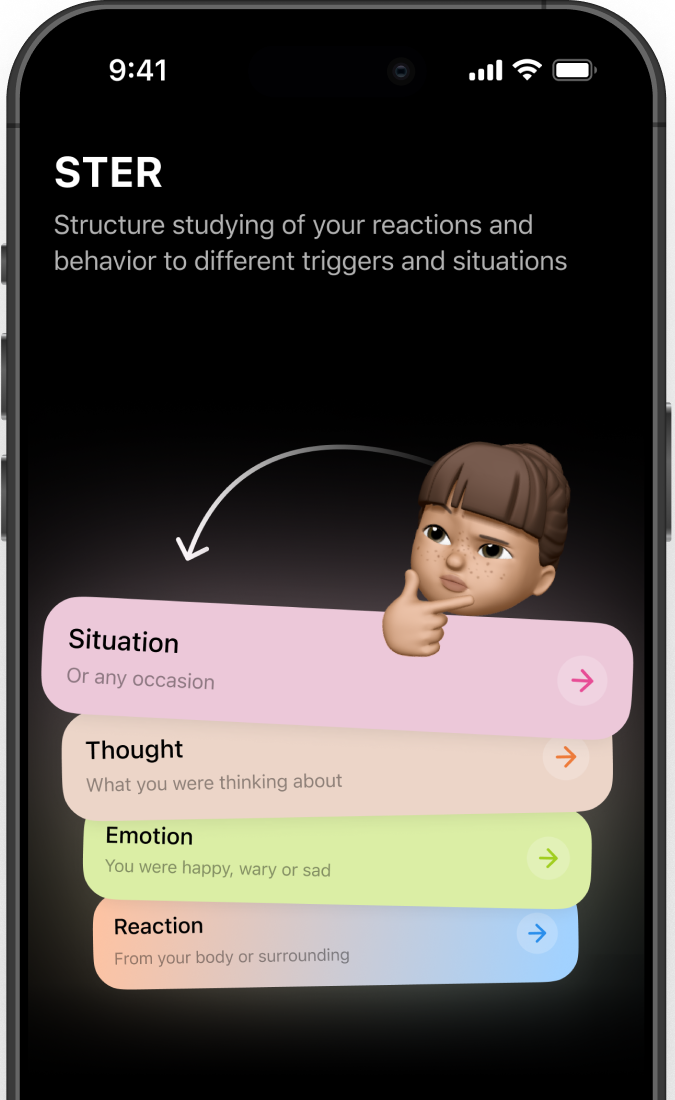 9:41
STER
Structure studying of your reactions and
behavior to different triggers and situations
Situation
Or any occasion
Thought
What you were thinking about
Emotion
You were happy, wary or sad
Reaction
From your body or surrounding